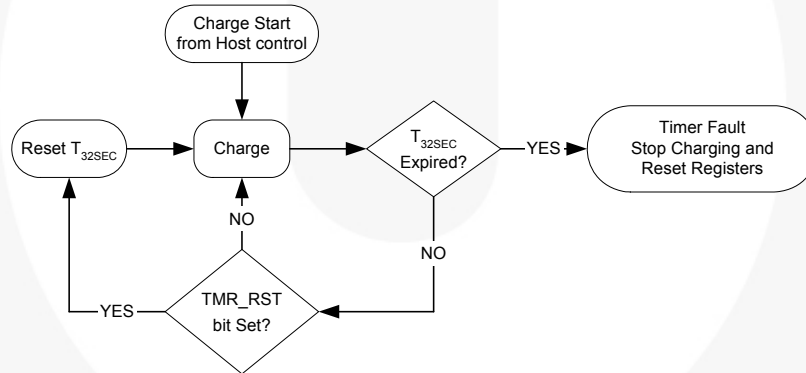 Charge Start
from Host control
Reset T32SEC
Charge
T32SEC
Expired?
YES
Timer Fault
Stop Charging and
Reset Registers
NO
NO
YES
TMR_RST
bit Set?